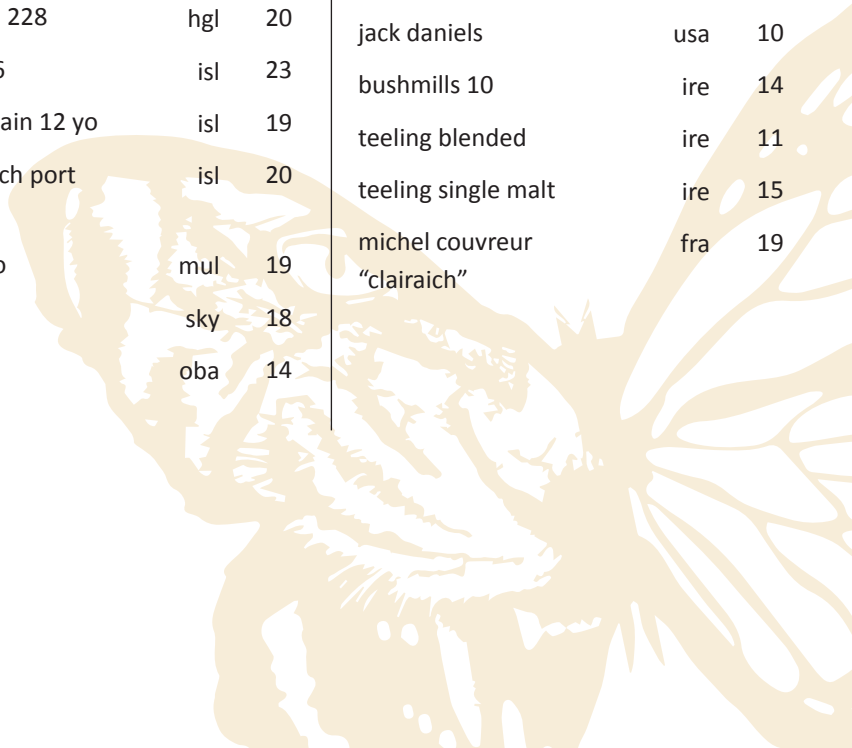 228 hgl 20
6 isl 23
ain 12 yo isl 19
ch port isl 20
o mul 19
sky 18
oba 14
jack daniels usa 10
bushmills 10 ire 14
teeling blended ire 11
teeling single malt ire 15
michel couvreur fra 19
“clairaich”